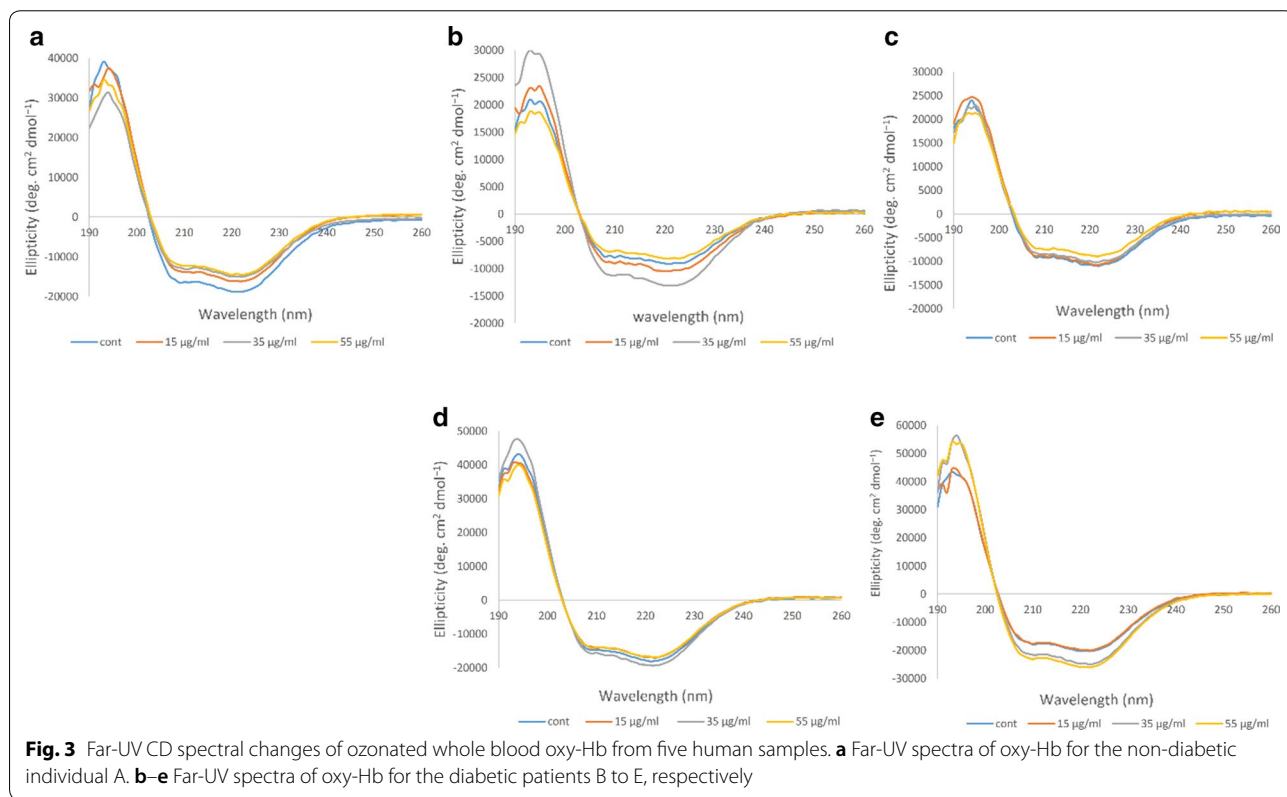 a
Ellipticity (deg. cm² dmol⁻¹)
40000
30000
20000
10000
0
-10000
-20000
190 200 210 220 230 240 250 260
Wavelength (nm)
cont 15 µg/ml 35 µg/ml 55 µg/ml
b
Ellipticity (deg. cm² dmol⁻¹)
30000
25000
20000
15000
10000
5000
0
-5000
-10000
-15000
-20000
190 200 210 220 230 240 250 260
wavelength (nm)
cont 15 µg/ml 35 µg/ml 55 µg/ml
c
Ellipticity (deg. cm² dmol⁻¹)
30000
25000
20000
15000
10000
5000
0
-5000
-10000
-15000
-20000
190 200 210 220 230 240 250 260
Wavelength (nm)
cont 15 µg/ml 35 µg/ml 55 µg/ml
d
Ellipticity (deg. cm² dmol⁻¹)
50000
40000
30000
20000
10000
0
-10000
-20000
190 200 210 220 230 240 250 260
Wavelength (nm)
cont 15 µg/ml 35 µg/ml 55 µg/ml
e
Ellipticity (deg. cm² dmol⁻¹)
60000
50000
40000
30000
20000
10000
0
-10000
-20000
-30000
190 200 210 220 230 240 250 260
Wavelength (nm)
cont 15 µg/ml 35 µg/ml 55 µg/ml
Fig. 3 Far-UV CD spectral changes of ozonated whole blood oxy-Hb from five human samples. a Far-UV spectra of oxy-Hb for the non-diabetic
individual A. b–e Far-UV spectra of oxy-Hb for the diabetic patients B to E, respectively